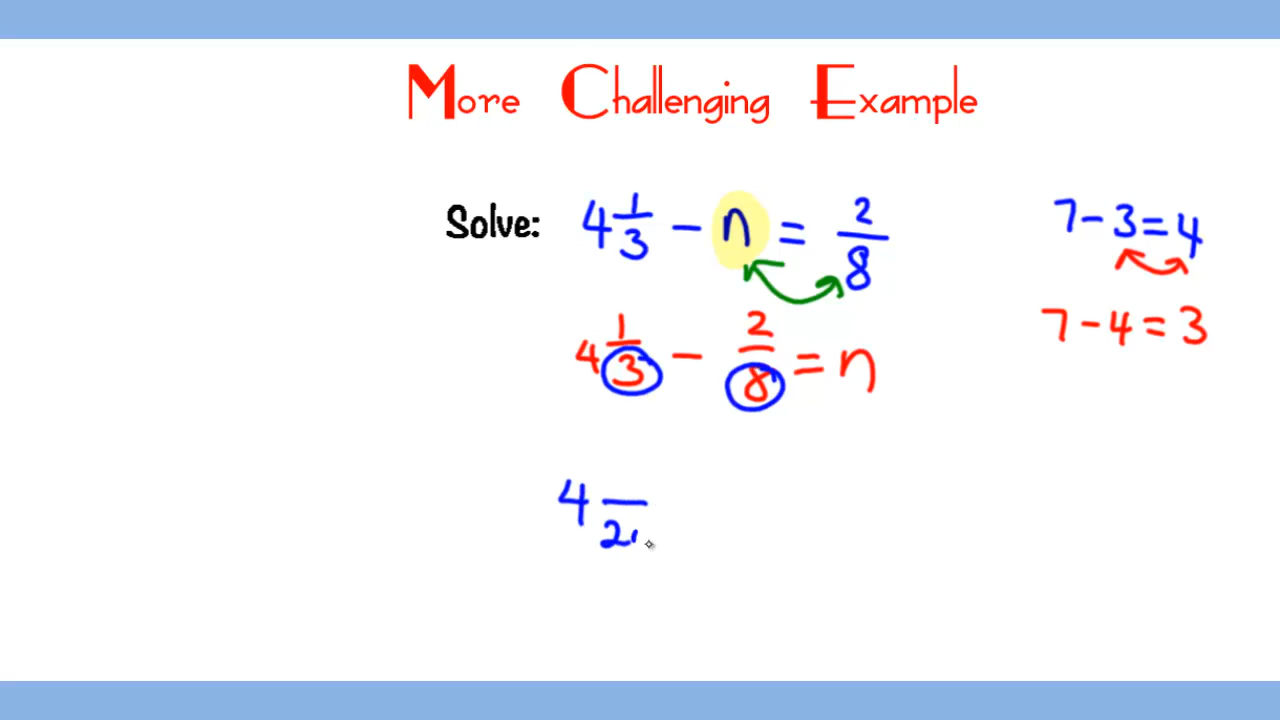 More Challenging Example
Solve: 4 1/3 - n = 2/8
7 - 3 = 4
4 1/3 - 2/8 = n
7 - 4 = 3
4 /2